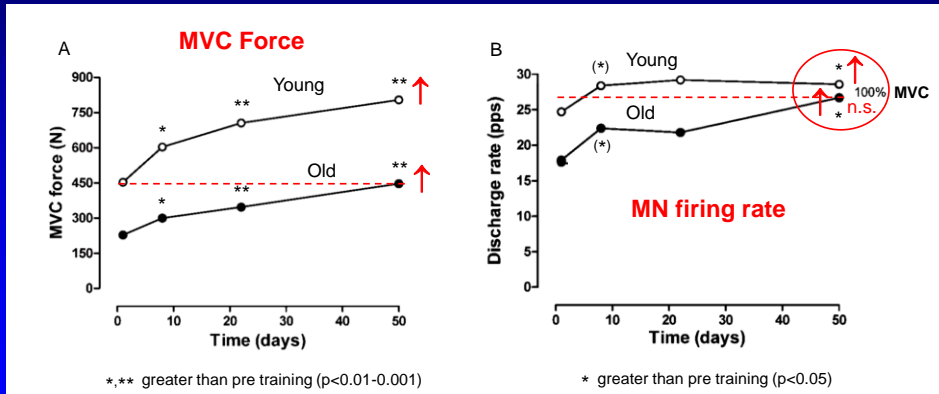 A
MVC Force
900
750
600
450
300
150
0
MVC force (N)
Young
*
**
**
Old
*
**
**
0 10 20 30 40 50
Time (days)
*,** greater than pre training (p<0.01-0.001)
B
30
25
20
15
10
5
0
Discharge rate (pps)
Young
(*)
*
100% MVC
n.s.
Old
(*)
*
MN firing rate
0 10 20 30 40 50
Time (days)
* greater than pre training (p<0.05)